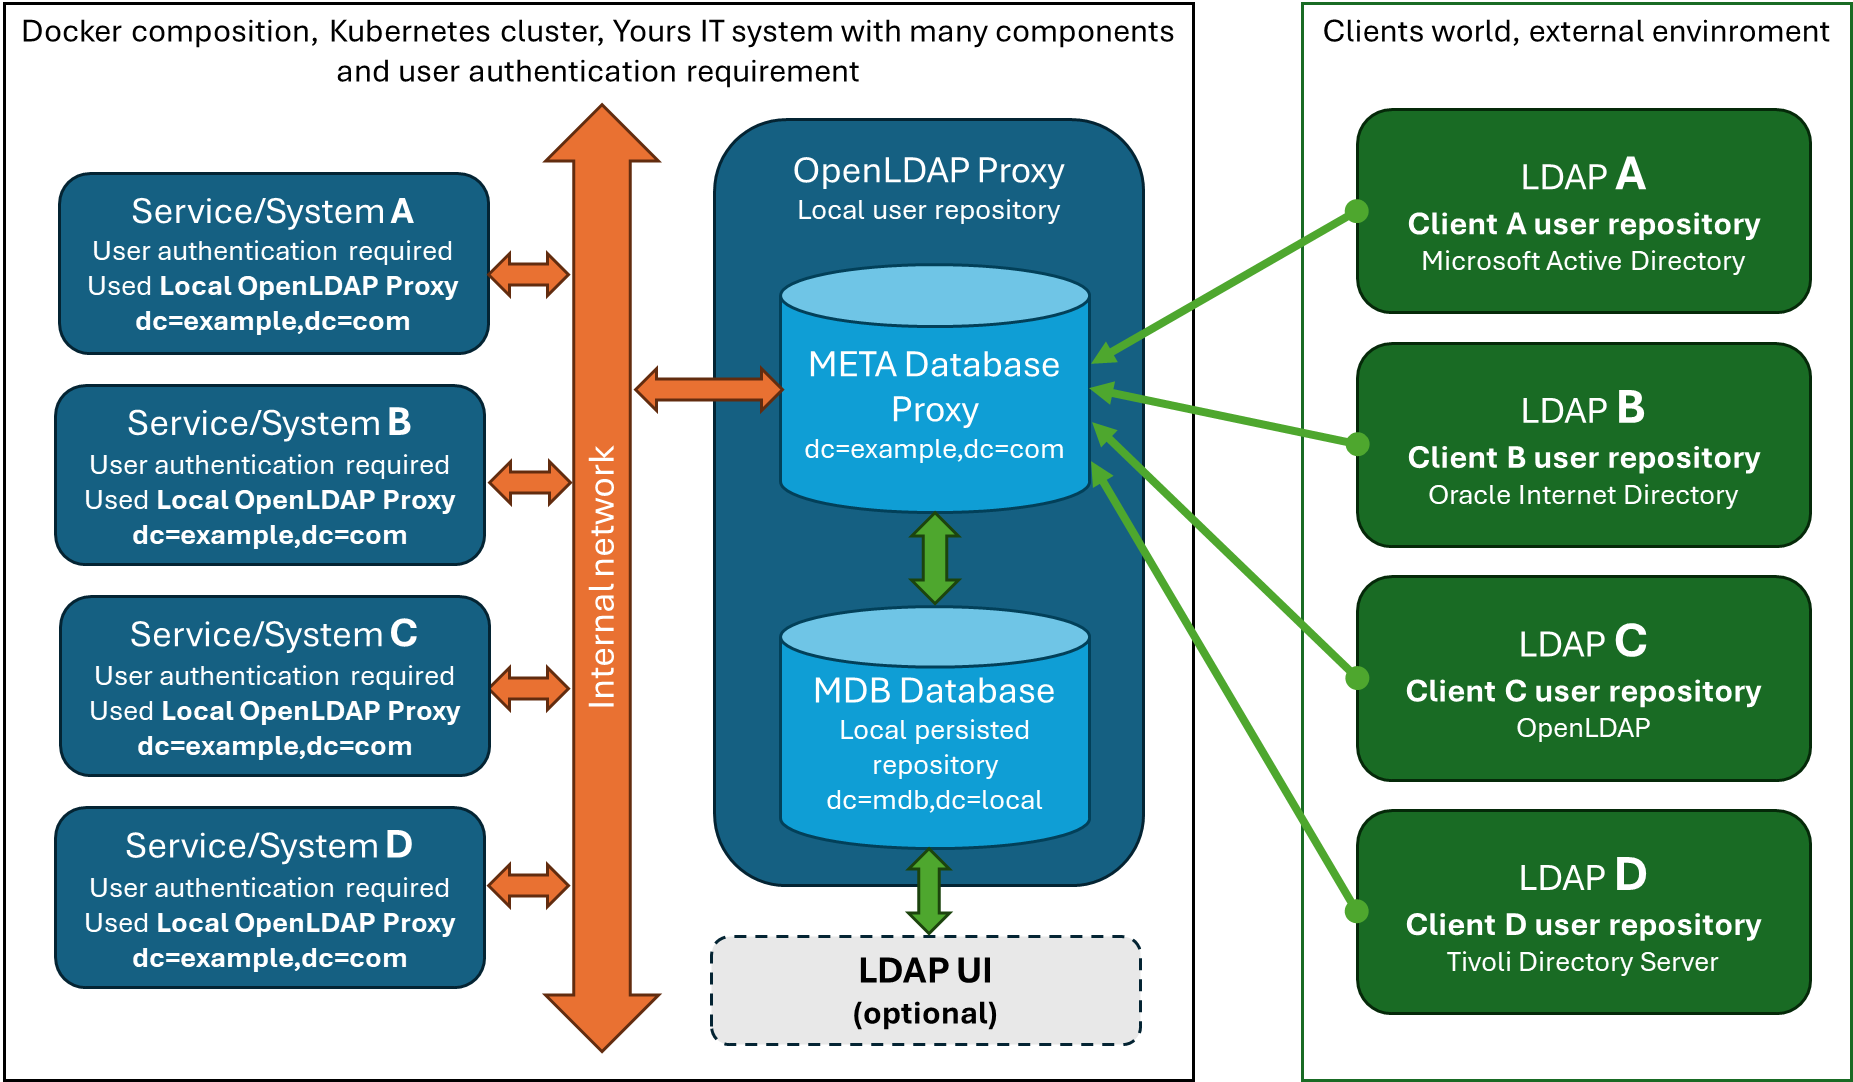 Docker composition, Kubernetes cluster, Yours IT system with many components
and user authentication requirement
Service/System A
User authentication required
Used Local OpenLDAP Proxy
dc=example,dc=com
Service/System B
User authentication required
Used Local OpenLDAP Proxy
dc=example,dc=com
Service/System C
User authentication required
Used Local OpenLDAP Proxy
dc=example,dc=com
Service/System D
User authentication required
Used Local OpenLDAP Proxy
dc=example,dc=com
Internal network
OpenLDAP Proxy
Local user repository
META Database
Proxy
dc=example,dc=com
MDB Database
Local persisted
repository
dc=mdb,dc=local
LDAP UI
(optional)
Clients world, external envinroment
LDAP A
Client A user repository
Microsoft Active Directory
LDAP B
Client B user repository
Oracle Internet Directory
LDAP C
Client C user repository
OpenLDAP
LDAP D
Client D user repository
Tivoli Directory Server